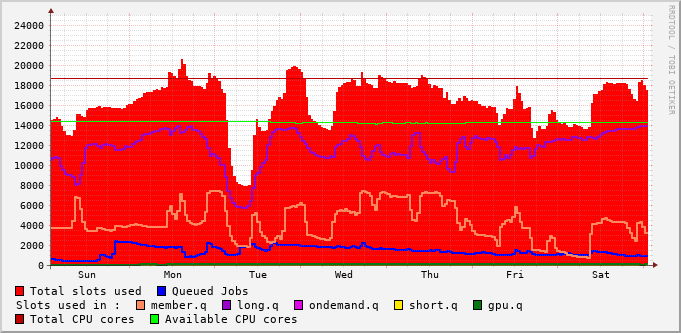 RRDTOOL / TOBI OETIKER
24000
22000
20000
18000
16000
14000
12000
10000
8000
6000
4000
2000
0
Sun Mon Tue Wed Thu Fri Sat
Total slots used Queued Jobs
Slots used in : member.q long.q ondemand.q short.q gpu.q
Total CPU cores Available CPU cores